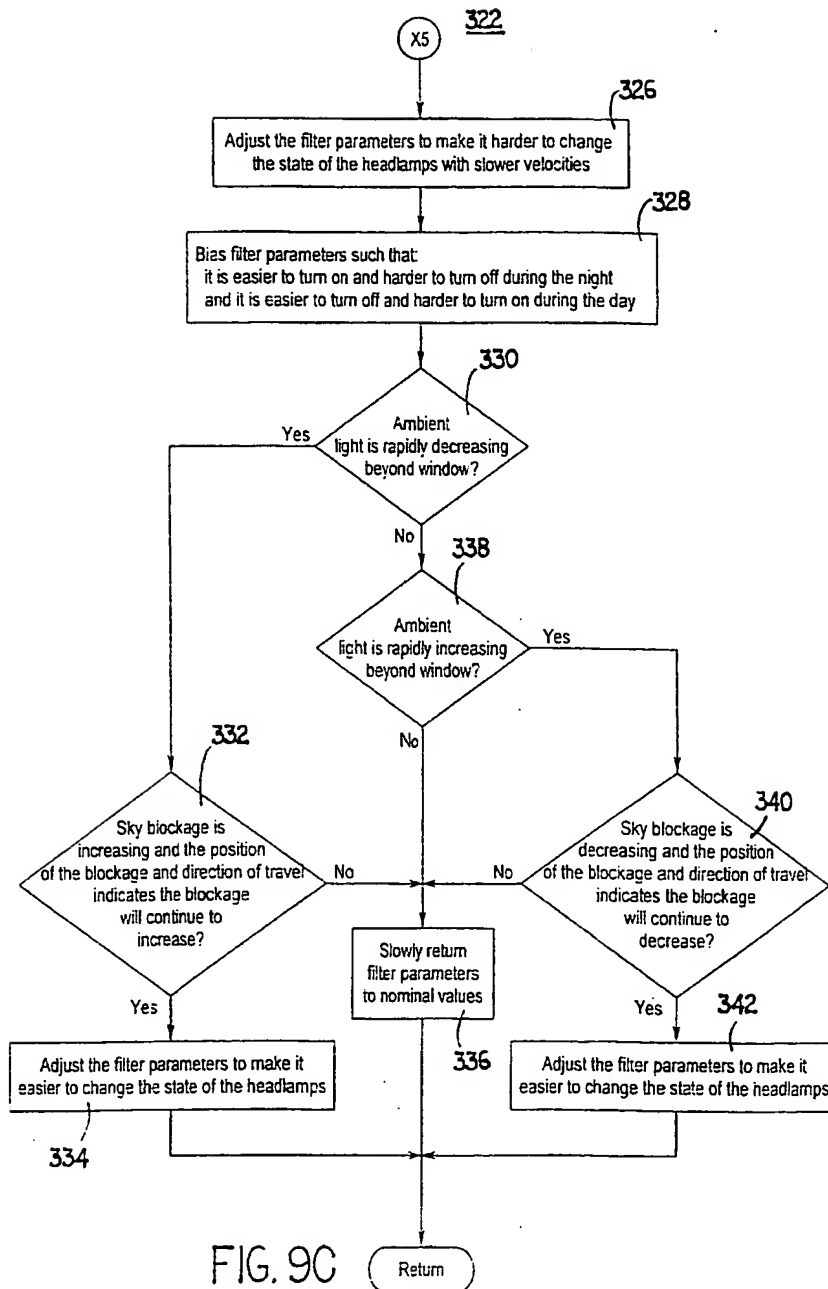 322
X5
326
Adjust the filter parameters to make it harder to change
the state of the headlamps with slower velocities
328
Bias filter parameters such that:
it is easier to turn on and harder to turn off during the night
and it is easier to turn off and harder to turn on during the day
330
Ambient
light is rapidly decreasing
beyond window?
Yes
No
338
Ambient
light is rapidly increasing
beyond window?
Yes
No
332
Sky blockage is
increasing and the position
of the blockage and direction of travel
indicates the blockage
will continue to
increase?
No
Yes
340
Sky blockage is
decreasing and the position
of the blockage and direction of travel
indicates the blockage
will continue to
decrease?
No
Yes
Slowly return
filter parameters
to nominal values
336
Adjust the filter parameters to make it
easier to change the state of the headlamps
334
342
Adjust the filter parameters to make it
easier to change the state of the headlamps
FIG. 9C
Return